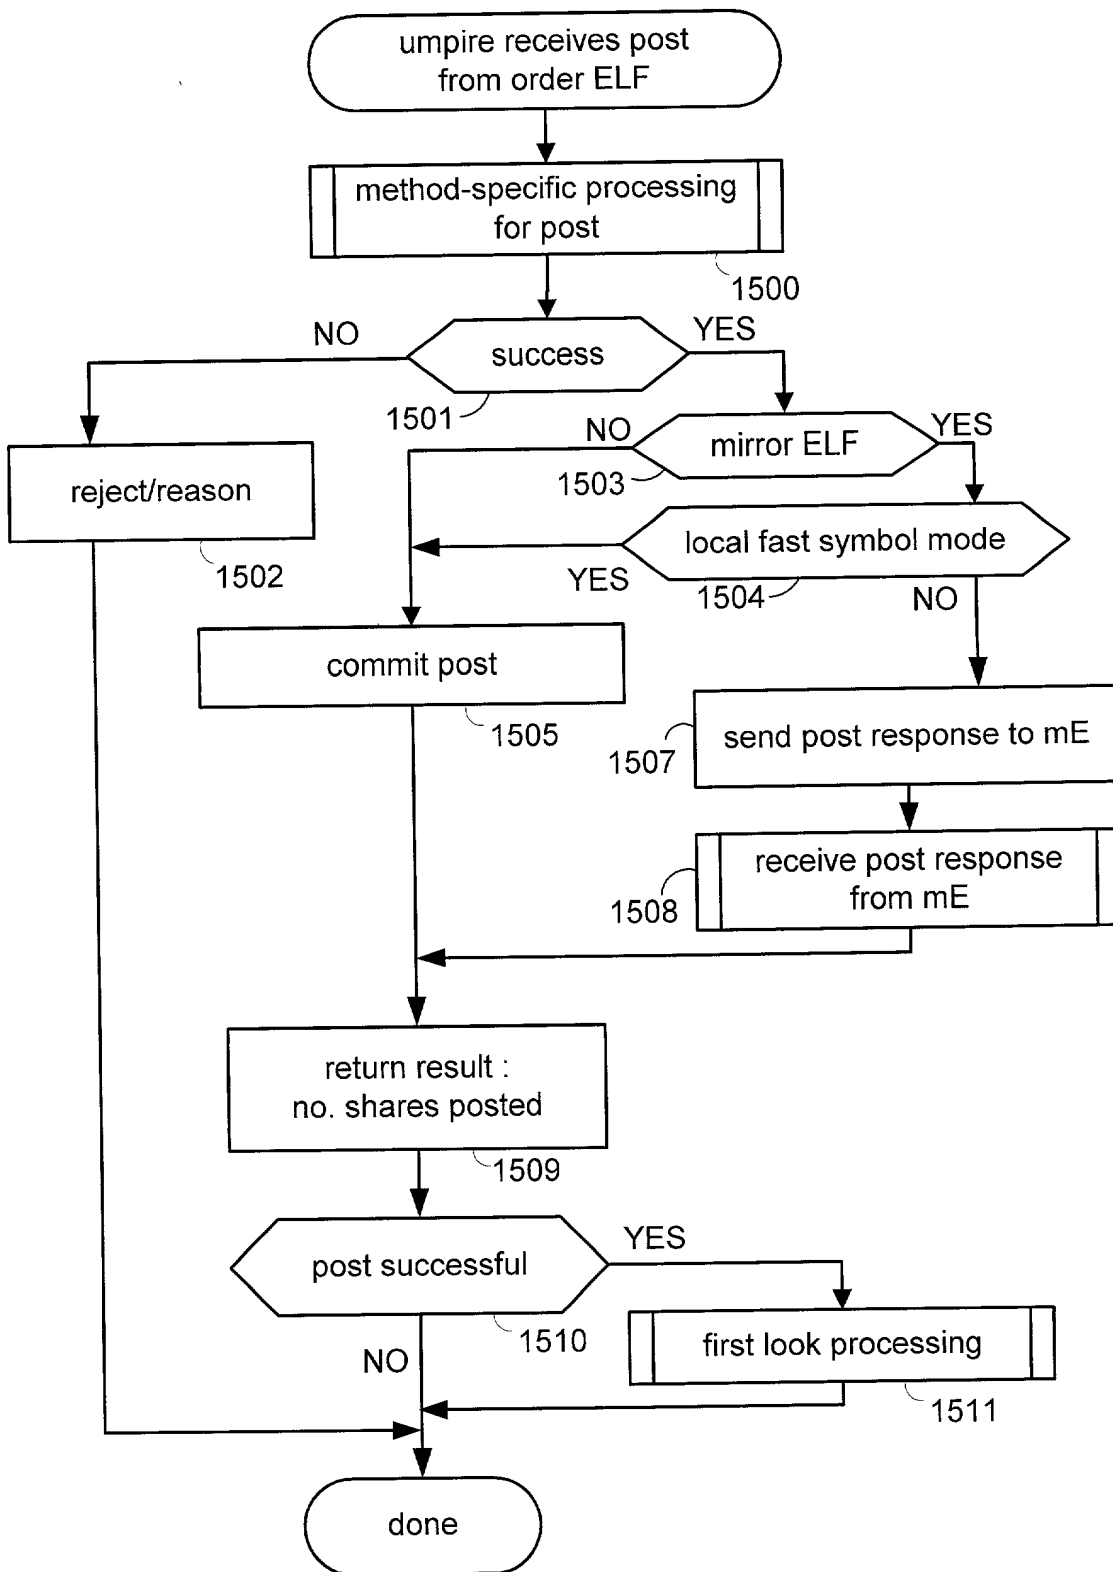 umpire receives post
from order ELF
method-specific processing
for post
1500
NO
YES
success
1501
NO
YES
mirror ELF
1503
reject/reason
1502
local fast symbol mode
YES
1504
NO
commit post
1505
send post response to mE
1507
receive post response
from mE
1508
return result :
no. shares posted
1509
YES
post successful
1510
NO
first look processing
1511
done